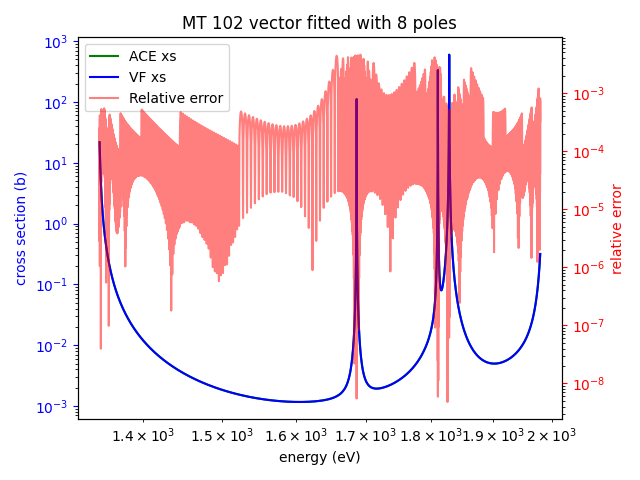 MT 102 vector fitted with 8 poles
ACE xs
VF xs
Relative error
10³
10²
10¹
10⁰
10⁻¹
10⁻²
10⁻³
cross section (b)
10⁻³
10⁻⁴
10⁻⁵
10⁻⁶
10⁻⁷
10⁻⁸
relative error
1.4 × 10³ 1.5 × 10³ 1.6 × 10³ 1.7 × 10³ 1.8 × 10³ 1.9 × 10³ 2 × 10³
energy (eV)